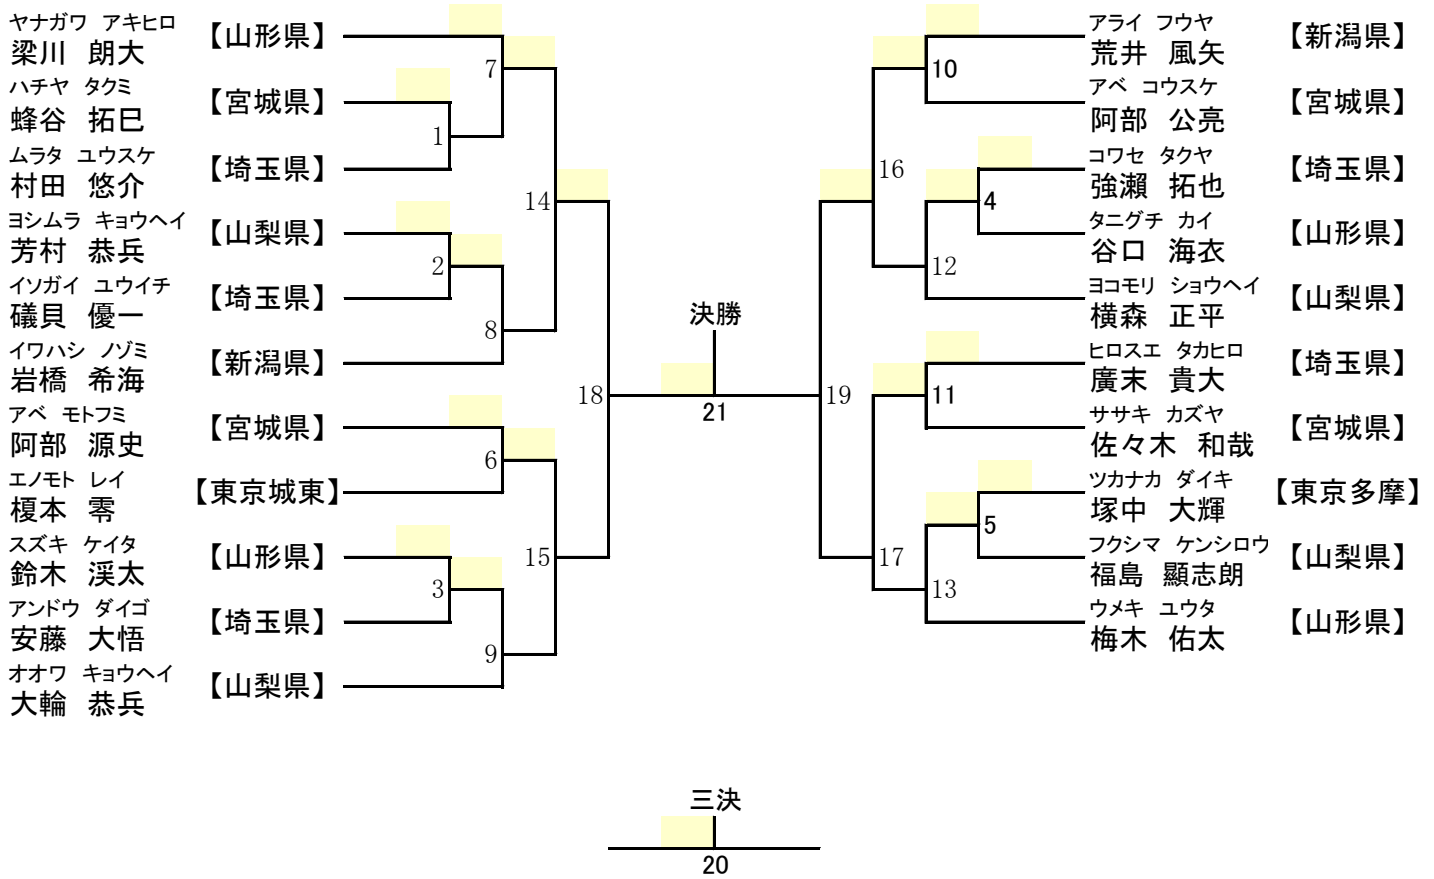 ヤナガワ アキヒロ
梁川 朗大
【山形県】
ハチヤ タクミ
蜂谷 拓巳
【宮城県】
ムラタ ユウスケ
村田 悠介
【埼玉県】
ヨシムラ キョウヘイ
芳村 恭兵
【山梨県】
イソガイ ユウイチ
礒貝 優一
【埼玉県】
イワハシ ノゾミ
岩橋 希海
【新潟県】
アベ モトフミ
阿部 源史
【宮城県】
エノモト レイ
榎本 零
【東京城東】
スズキ ケイタ
鈴木 渓太
【山形県】
アンドウ ダイゴ
安藤 大悟
【埼玉県】
オオワ キョウヘイ
大輪 恭兵
【山梨県】
7
1
14
2
8
18
6
15
3
9
決勝
21
10
16
4
12
19
11
5
17
13
アライ フウヤ
荒井 風矢
【新潟県】
アベ コウスケ
阿部 公亮
【宮城県】
コワセ タクヤ
強瀬 拓也
【埼玉県】
タニグチ カイ
谷口 海衣
【山形県】
ヨコモリ ショウヘイ
横森 正平
【山梨県】
ヒロスエ タカヒロ
廣末 貴大
【埼玉県】
ササキ カズヤ
佐々木 和哉
【宮城県】
ツカナカ ダイキ
塚中 大輝
【東京多摩】
フクシマ ケンシロウ
福島 顯志朗
【山梨県】
ウメキ ユウタ
梅木 佑太
【山形県】
三決
20